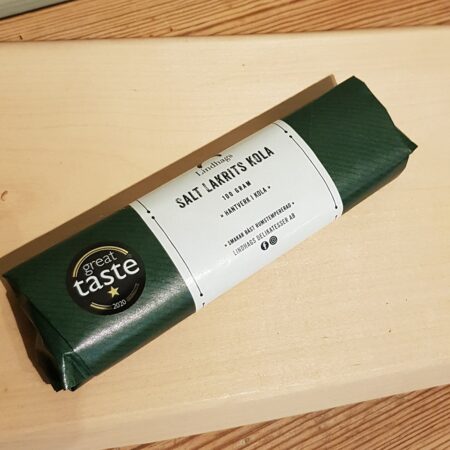 Lindhags
SALT LAKRITS KOLA
100 GRAM
» HANTVERK I KOLA «
» SMAKAR BÄST RUMSTEMPERERAD «
LINDHAGS DELIKATESSER AB
great
taste
2020